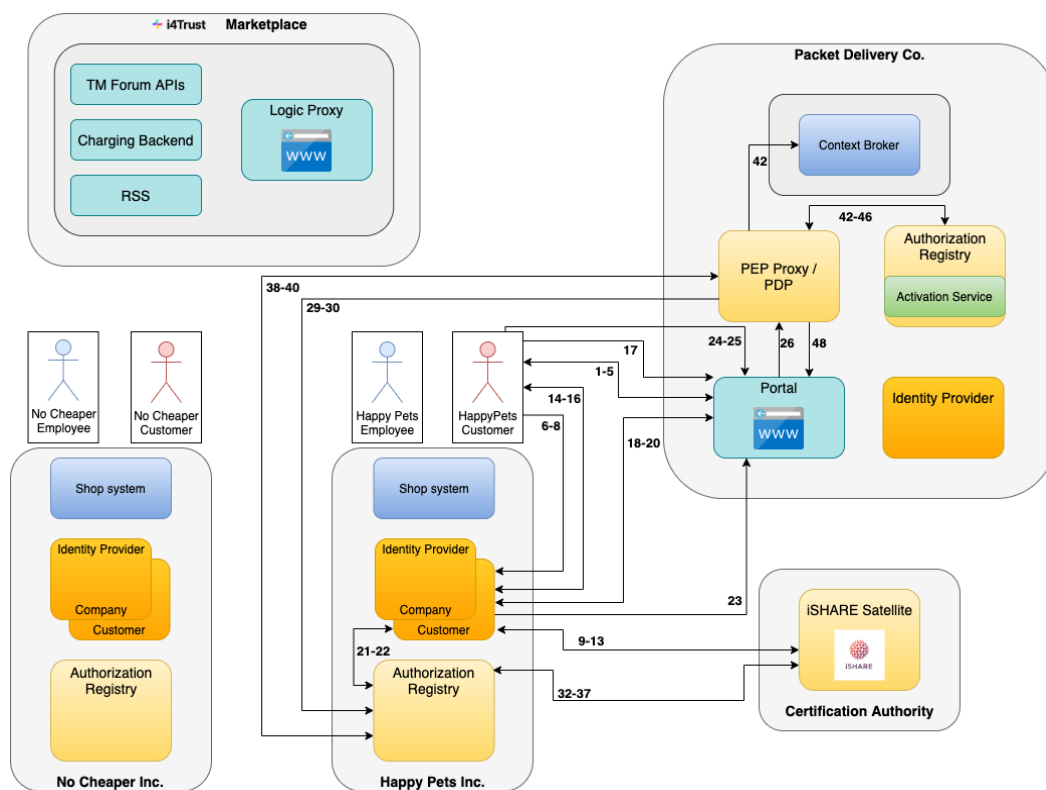 i4Trust Marketplace
TM Forum APIs
Charging Backend
RSS
Logic Proxy
WWW
Packet Delivery Co.
Context Broker
42
42-46
PEP Proxy /
PDP
Authorization
Registry
Activation Service
38-40
29-30
24-25
26
48
17
1-5
14-16
6-8
18-20
Portal
WWW
Identity Provider
No Cheaper
Employee
No Cheaper
Customer
Happy Pets
Employee
HappyPets
Customer
Shop system
Identity Provider
Company
Customer
Authorization
Registry
No Cheaper Inc.
Shop system
Identity Provider
Company
Customer
21-22
Authorization
Registry
Happy Pets Inc.
23
9-13
32-37
iSHARE Satellite
iSHARE
Certification Authority